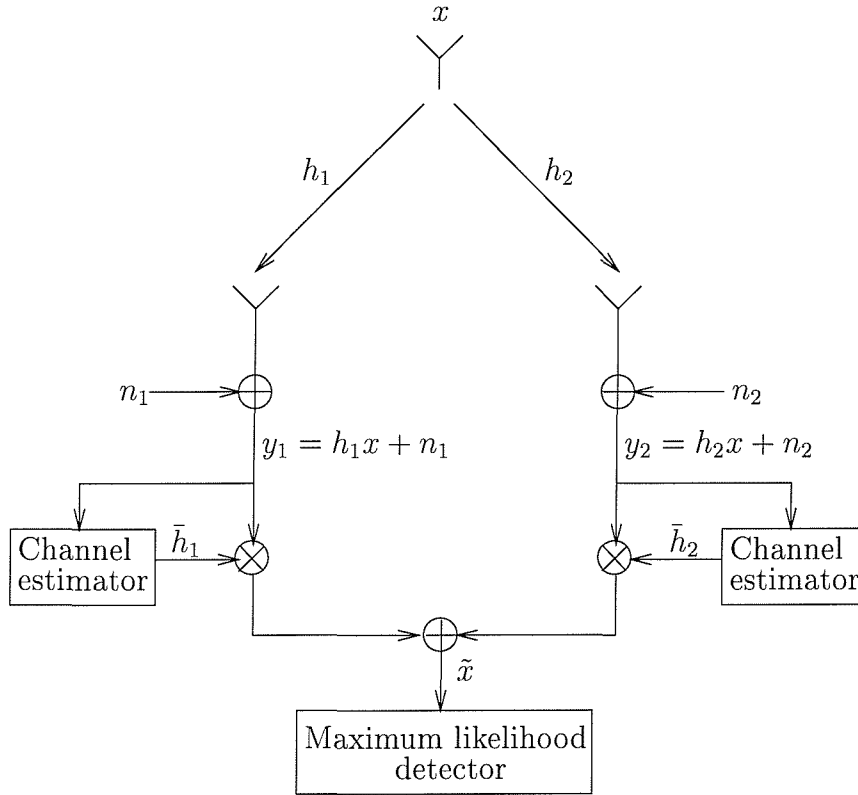 x
h₁
h₂
n₁
n₂
y₁ = h₁x + n₁
y₂ = h₂x + n₂
Channel
estimator
h̄₁
h̄₂
Channel
estimator
x̃
Maximum likelihood
detector